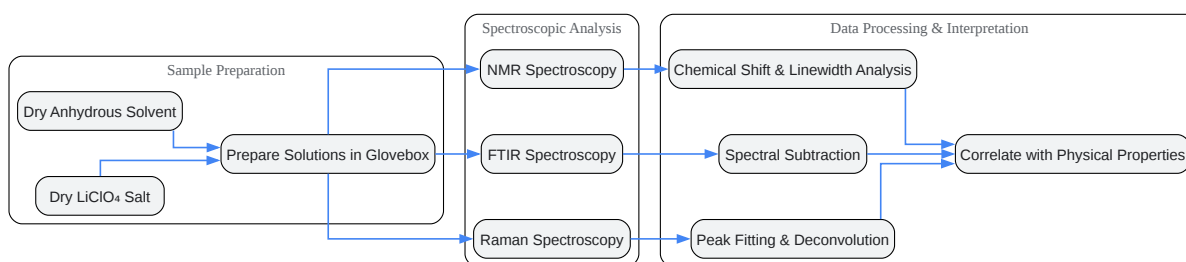 Sample Preparation
Dry Anhydrous Solvent
Dry LiClO₄ Salt
Prepare Solutions in Glovebox
Spectroscopic Analysis
NMR Spectroscopy
FTIR Spectroscopy
Raman Spectroscopy
Data Processing & Interpretation
Chemical Shift & Linewidth Analysis
Spectral Subtraction
Peak Fitting & Deconvolution
Correlate with Physical Properties